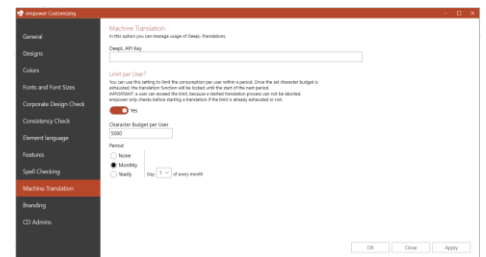 empower Customizing
General
Designs
Colors
Fonts and Font Sizes
Corporate Design Check
Consistency Check
Element language
Features
Spell Checking
Machine Translation
Branding
CD Admins
Machine Translation
In this option you can manage usage of DeepL-Translations.
DeepL API Key
Limit per User?
You can use this setting to limit the consumption per user within a period. Once the set character budget is
exhausted, the translation function will be locked until the start of the next period.
IMPORTANT: a user can exceed the limit, because a started translation process can not be aborted.
empower only checks before starting a translation if the limit is already exhausted or not.
Yes
Character Budget per User
5000
Period
None
Monthly
Yearly
Day 1 of every month
OK Close Apply